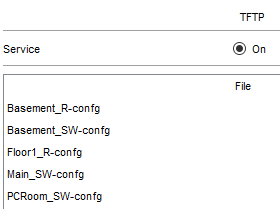 TFTP
Service On
File
Basement_R-confg
Basement_SW-confg
Floor1_R-confg
Main_SW-confg
PCRoom_SW-confg